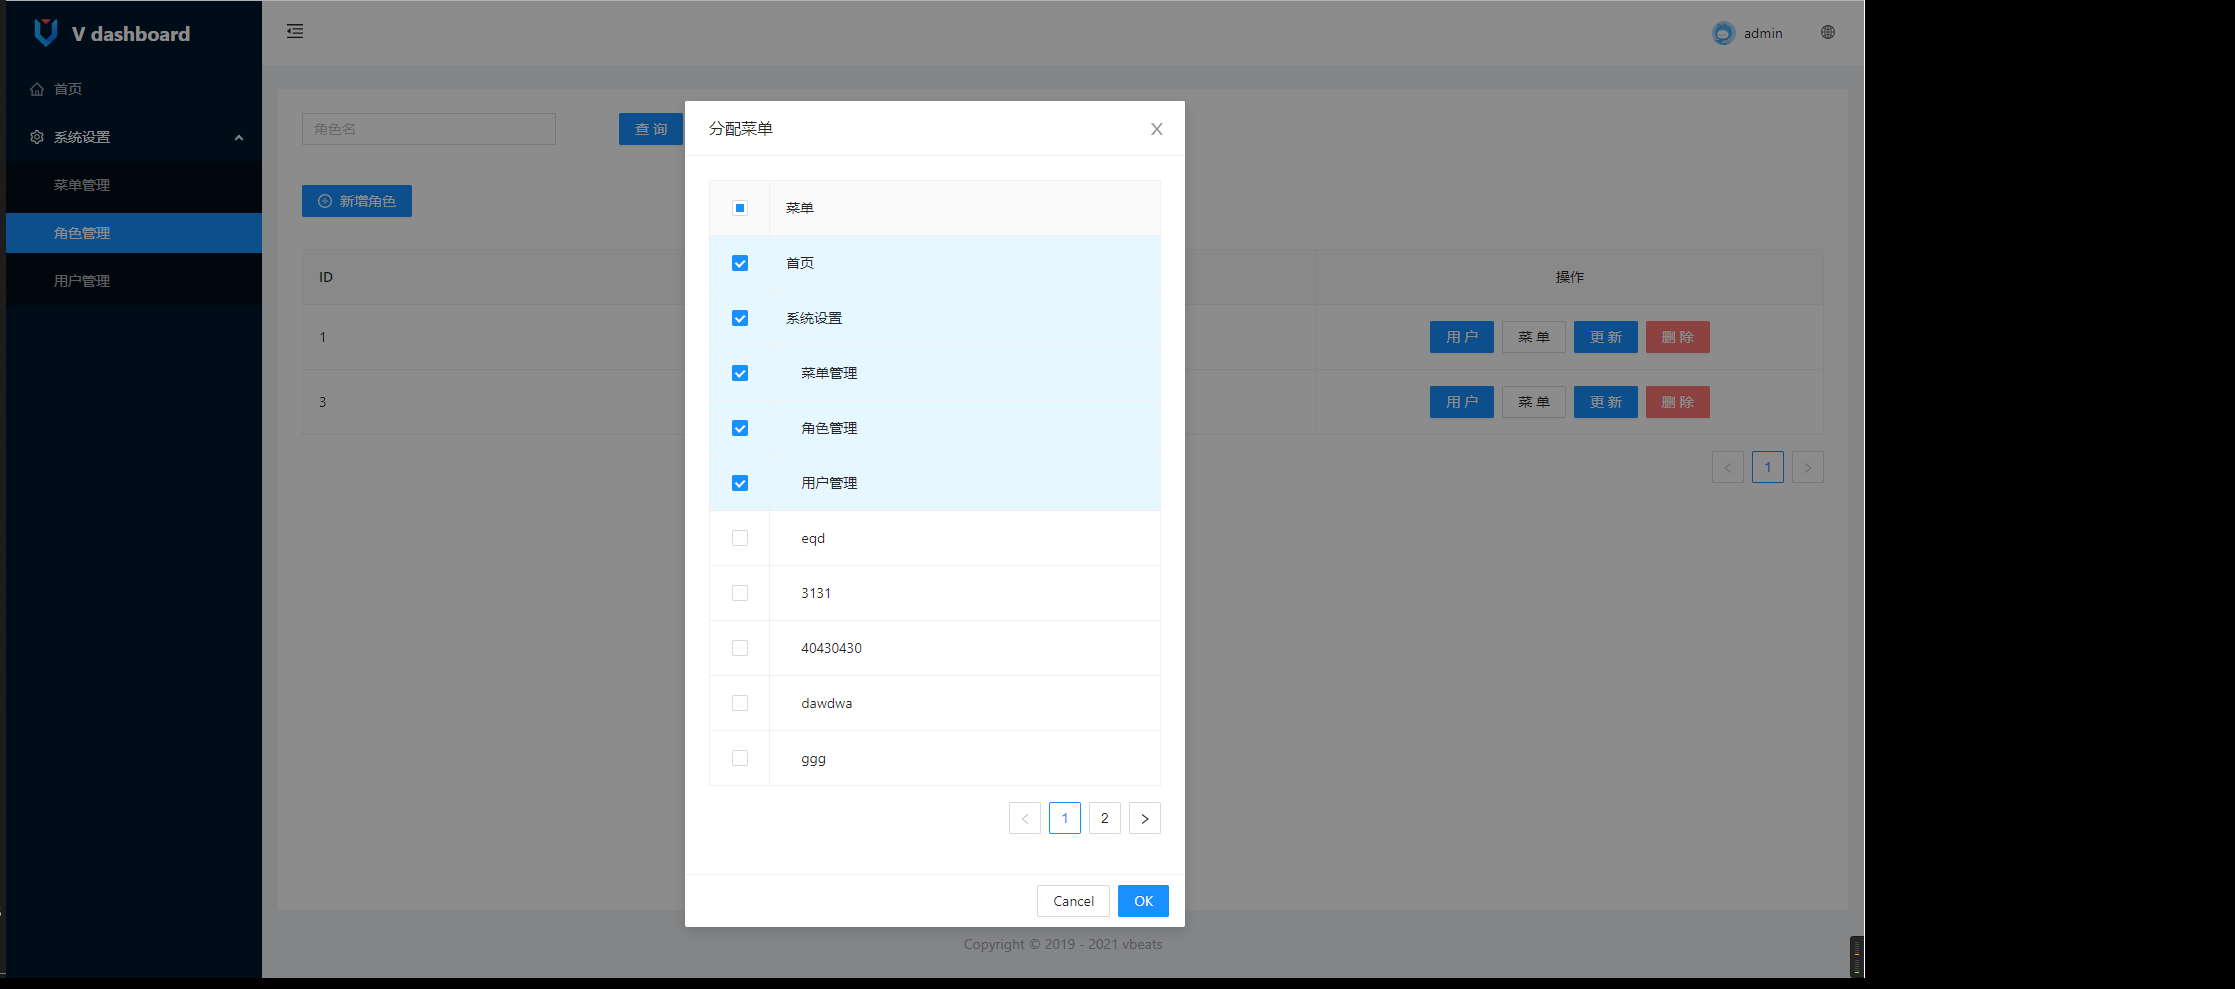 V dashboard
首页
系统设置
菜单管理
角色管理
用户管理
admin
角色名
查 询
新增角色
ID
操作
1
用 户
菜 单
更 新
删 除
3
用 户
菜 单
更 新
删 除
1
分配菜单
菜单
首页
系统设置
菜单管理
角色管理
用户管理
eqd
3131
40430430
dawdwa
ggg
1
2
Cancel
OK
Copyright © 2019 - 2021 vbeats